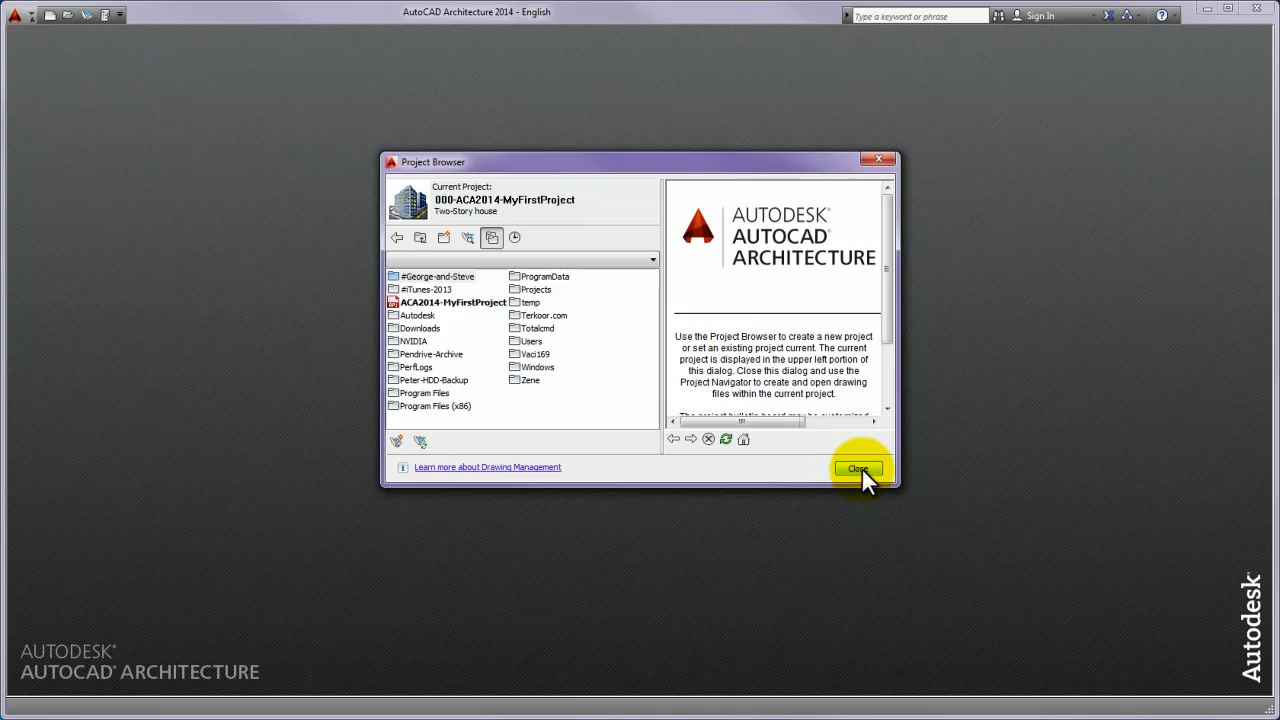 AutoCAD Architecture 2014 - English
Type a keyword or phrase
Sign In
Project Browser
Current Project:
000-ACA2014-MyFirstProject
Two-Story house
#George-and-Steve
#iTunes-2013
ACA2014-MyFirstProject
Autodesk
Downloads
NVIDIA
Pendrive-Archive
PerfLogs
Peter-HDD-Backup
Program Files
Program Files (x86)
ProgramData
Projects
temp
Terkoor.com
Totalcmd
Users
Vaci169
Windows
Zene
AUTODESK®
AUTOCAD®
ARCHITECTURE
Use the Project Browser to create a new project
or set an existing project current. The current
project is displayed in the upper left portion of
this dialog. Close this dialog and use the
Project Navigator to create and open drawing
files within the current project.
Learn more about Drawing Management
Close
AUTODESK®
AUTOCAD® ARCHITECTURE
Autodesk®